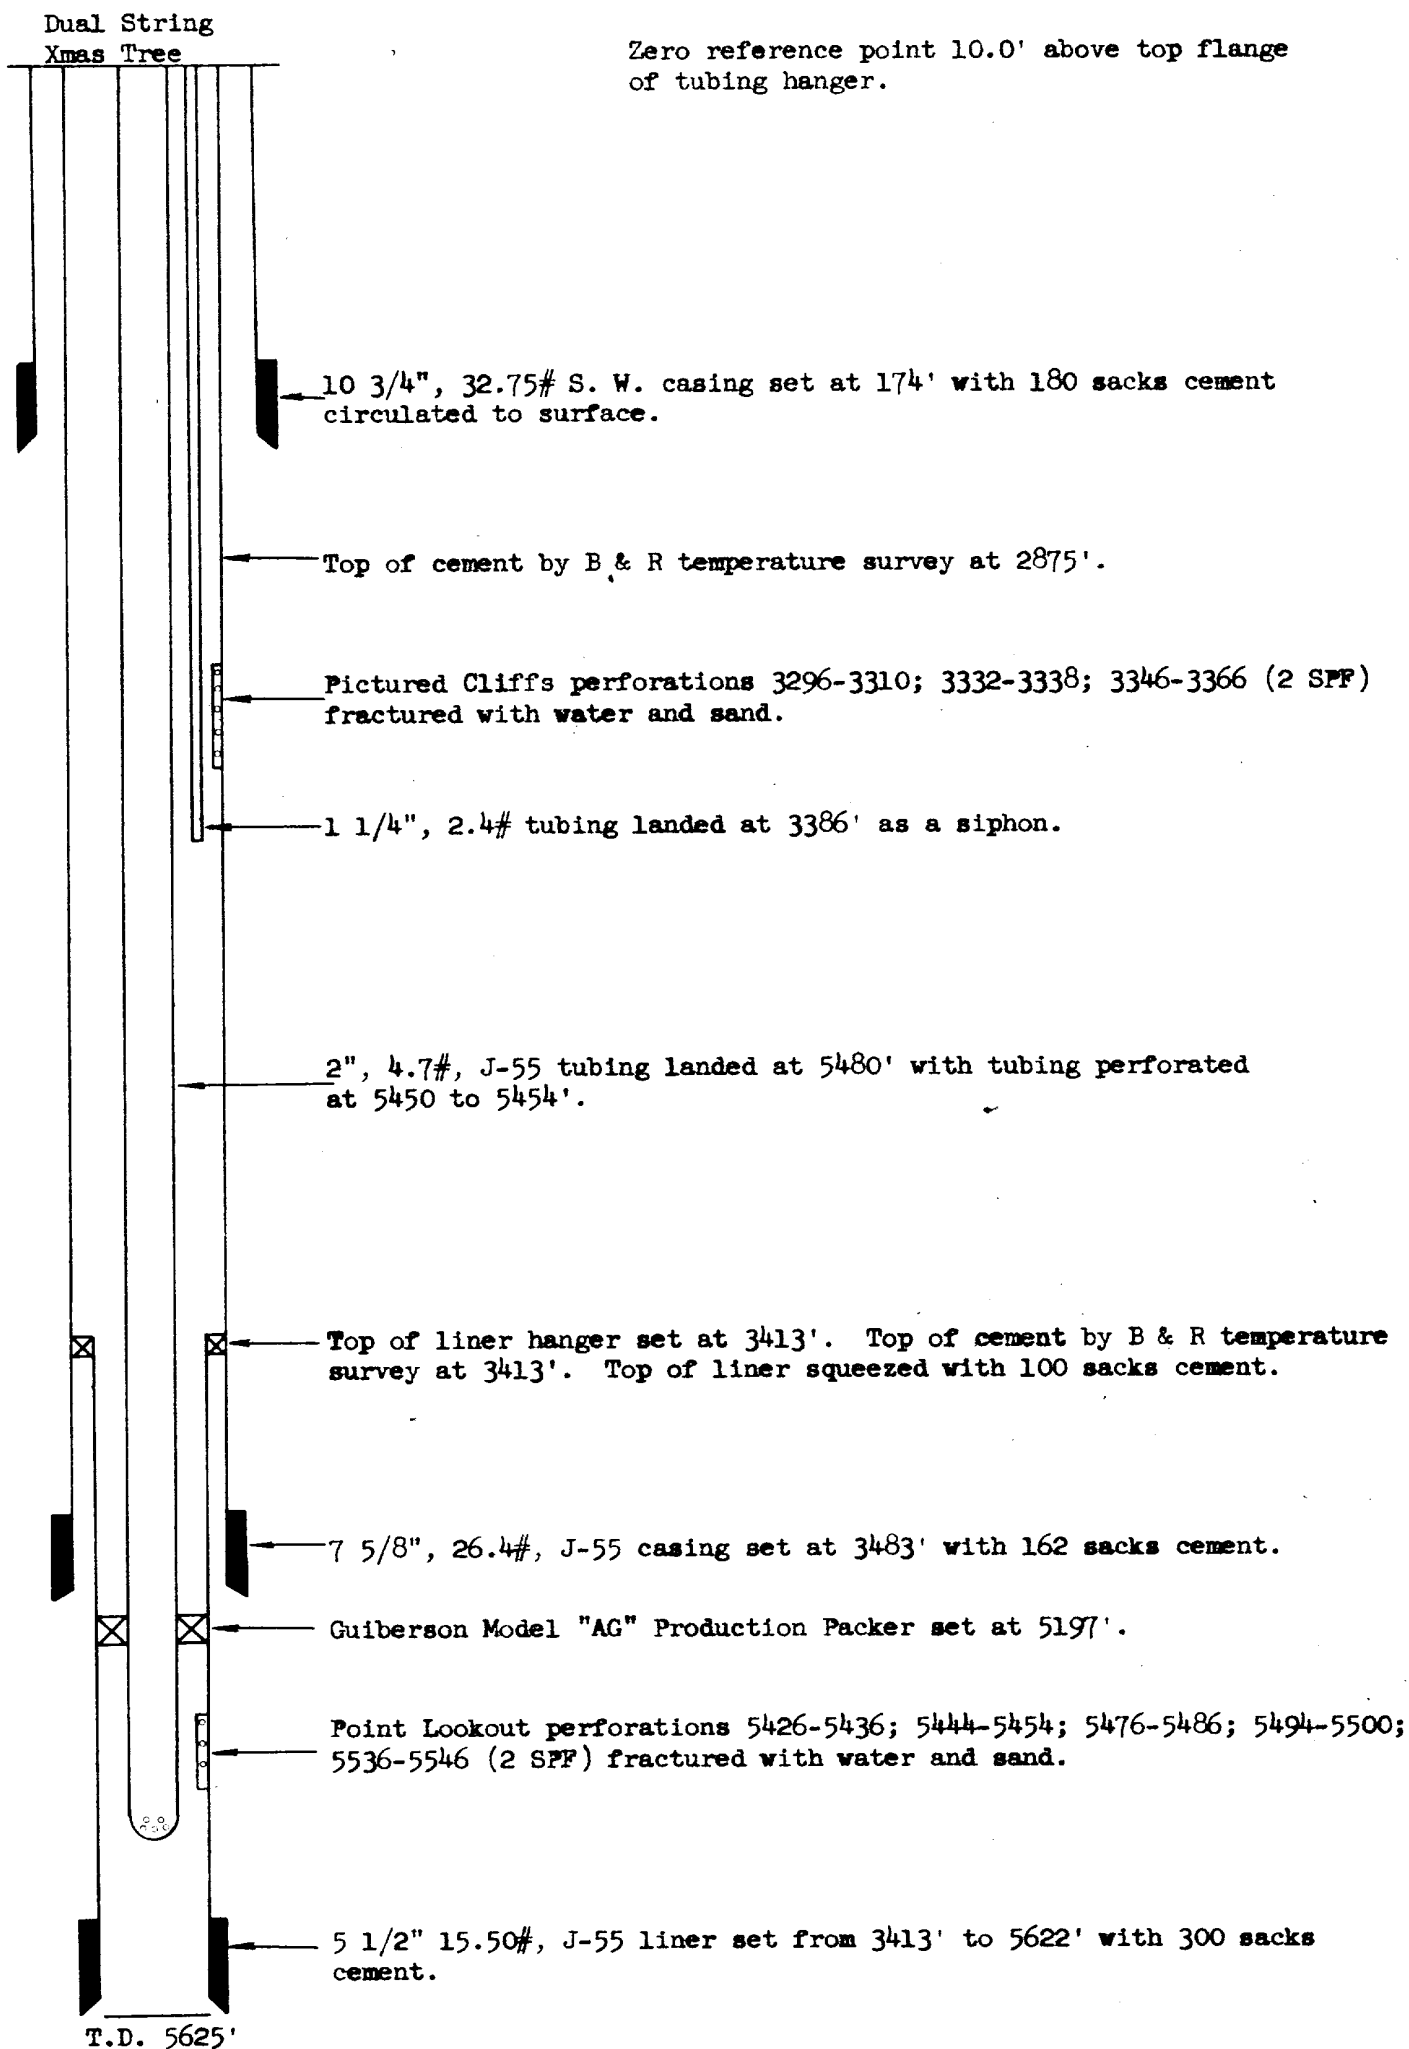 Dual String
Xmas Tree
Zero reference point 10.0' above top flange
of tubing hanger.
10 3/4", 32.75# S. W. casing set at 174' with 180 sacks cement
circulated to surface.
Top of cement by B & R temperature survey at 2875'.
Pictured Cliffs perforations 3296-3310; 3332-3338; 3346-3366 (2 SPF)
fractured with water and sand.
1 1/4", 2.4# tubing landed at 3386' as a siphon.
2", 4.7#, J-55 tubing landed at 5480' with tubing perforated
at 5450 to 5454'.
Top of liner hanger set at 3413'. Top of cement by B & R temperature
survey at 3413'. Top of liner squeezed with 100 sacks cement.
7 5/8", 26.4#, J-55 casing set at 3483' with 162 sacks cement.
Guiberson Model "AG" Production Packer set at 5197'.
Point Lookout perforations 5426-5436; 5444-5454; 5476-5486; 5494-5500;
5536-5546 (2 SPF) fractured with water and sand.
5 1/2" 15.50#, J-55 liner set from 3413' to 5622' with 300 sacks
cement.
T.D. 5625'